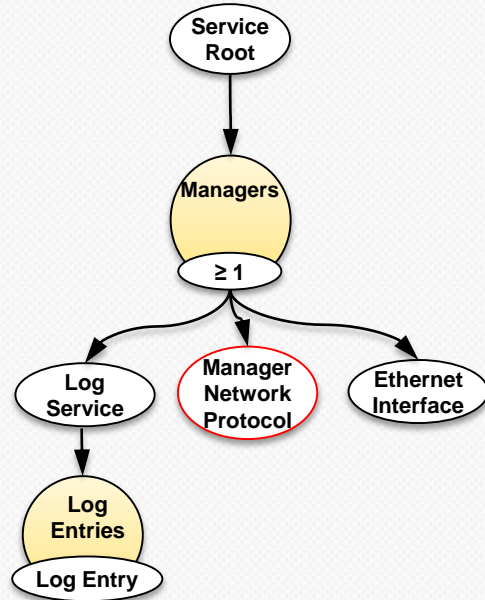 Service
Root
Managers
≥ 1
Log
Service
Manager
Network
Protocol
Ethernet
Interface
Log
Entries
Log Entry